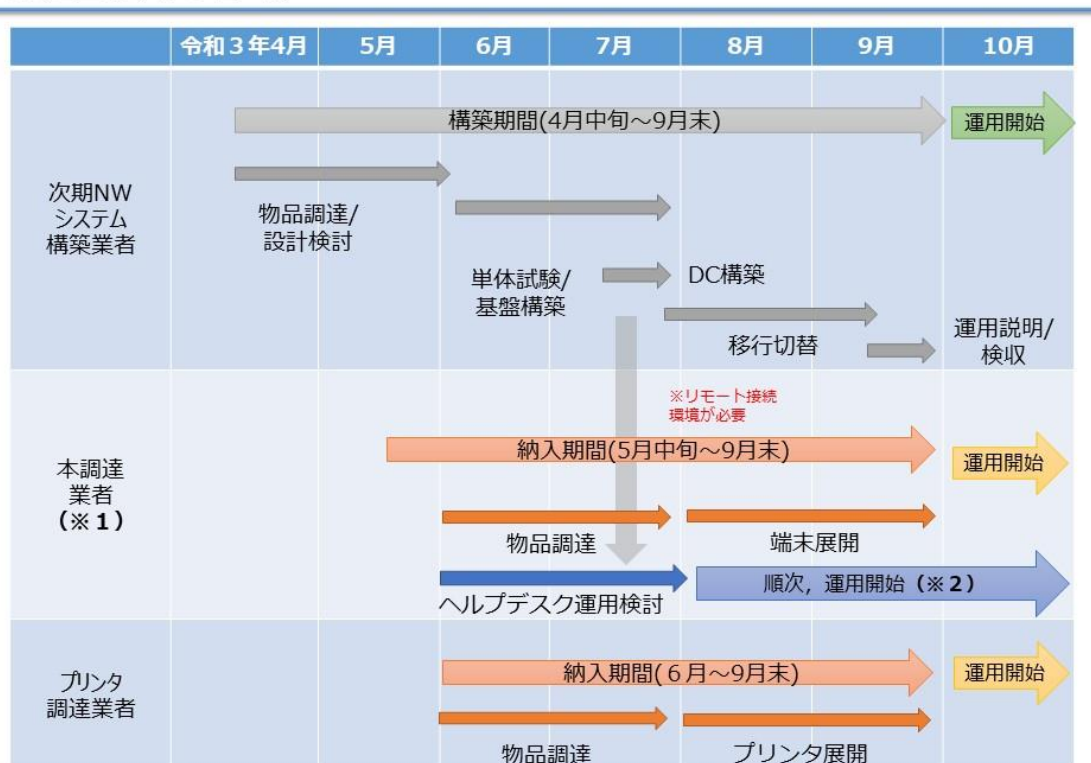 令和３年4月 5月 6月 7月 8月 9月 10月
次期NW
システム
構築業者
構築期間(4月中旬～9月末)
運用開始
物品調達/
設計検討
単体試験/
基盤構築
DC構築
移行切替
運用説明/
検収
本調達
業者
（※１）
※リモート接続
環境が必要
納入期間(5月中旬～9月末)
運用開始
物品調達
端末展開
ヘルプデスク運用検討
順次，運用開始（※２）
プリンタ
調達業者
納入期間(６月～9月末)
運用開始
物品調達
プリンタ展開